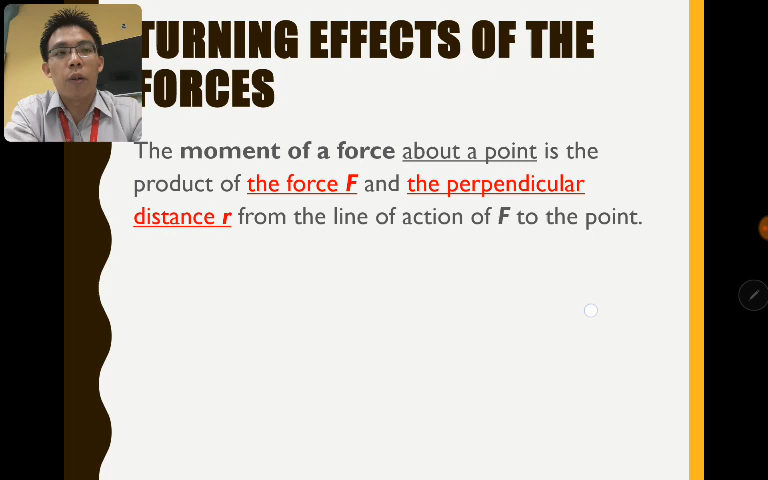 TURNING EFFECTS OF THE
FORCES
The moment of a force about a point is the
product of the force F and the perpendicular
distance r from the line of action of F to the point.